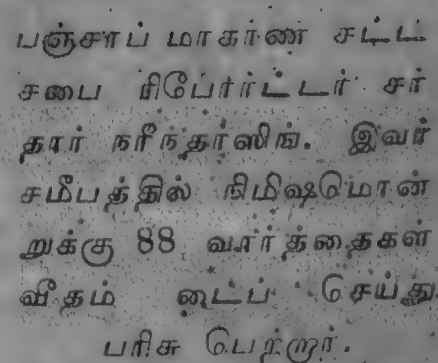 பஞ்சாப் மாகாண சட்ட
சபை ரிபோர்ட்டர் சர்
தார் நரீந்தர்ஸிங். இவர்
சமீபத்தில் நிமிஷமொன்
றுக்கு 88 வார்த்தைகள்
வீதம் டைப் செய்து
பரிசு பெற்றார்.